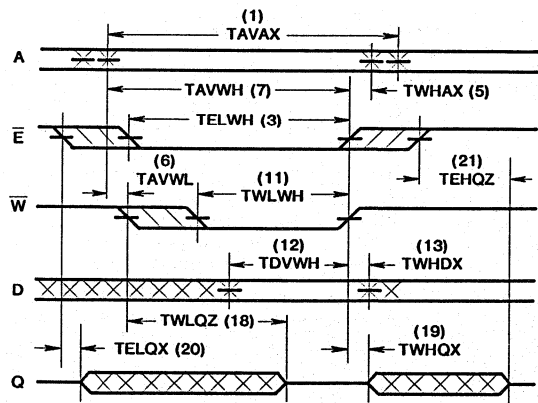 (1)
TAVAX
A
TAVWH (7)
TWHAX (5)
TELWH (3)
E
(6)
TAVWL
(11)
TWLWH
(21)
TEHQZ
W
(12)
TDVWH
(13)
TWHDX
D
TWLQZ (18)
(19)
TWHQX
TELQX (20)
Q